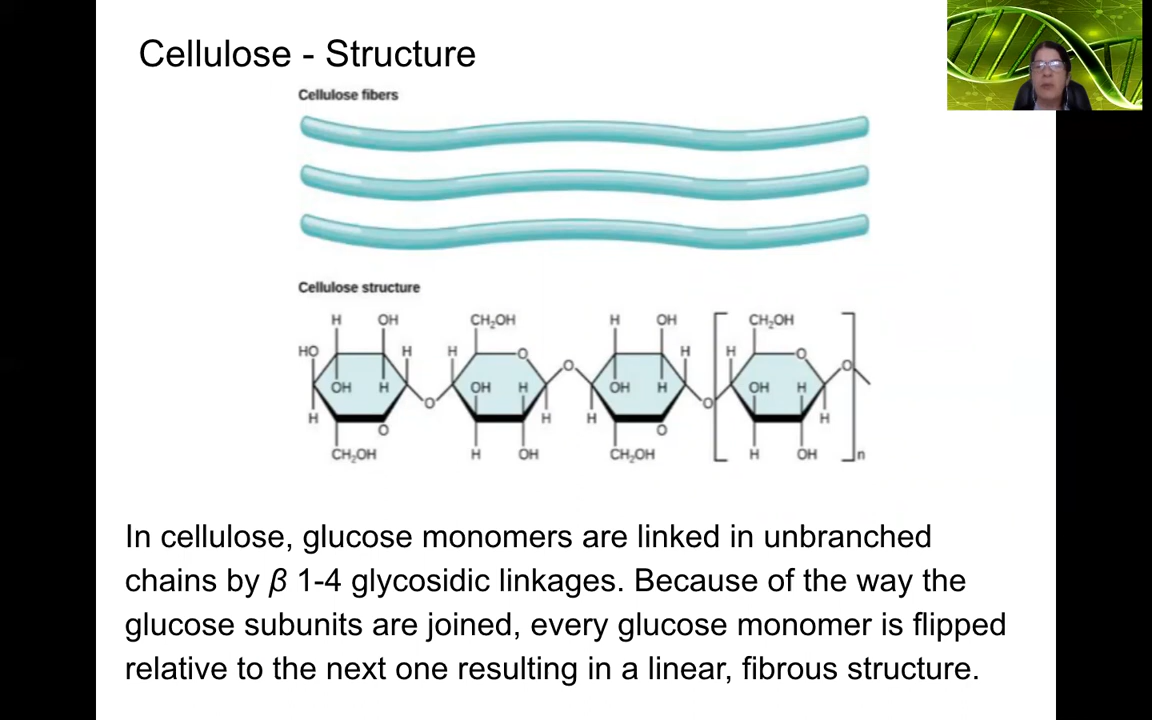 Cellulose - Structure
Cellulose fibers
Cellulose structure
H OH CH₂OH H OH CH₂OH
HO H H O O H H O O
OH H OH H OH H OH H
O O
H H H H
O O
CH₂OH H OH CH₂OH H OH n
In cellulose, glucose monomers are linked in unbranched
chains by β 1-4 glycosidic linkages. Because of the way the
glucose subunits are joined, every glucose monomer is flipped
relative to the next one resulting in a linear, fibrous structure.